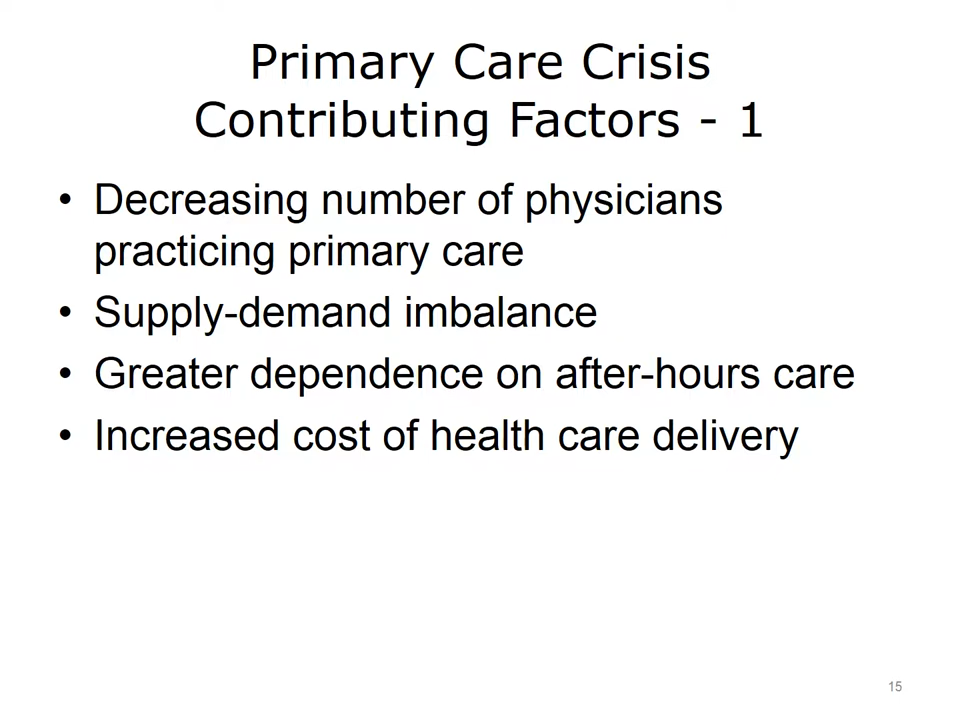 Primary Care Crisis
Contributing Factors - 1
• Decreasing number of physicians
practicing primary care
• Supply-demand imbalance
• Greater dependence on after-hours care
• Increased cost of health care delivery
15